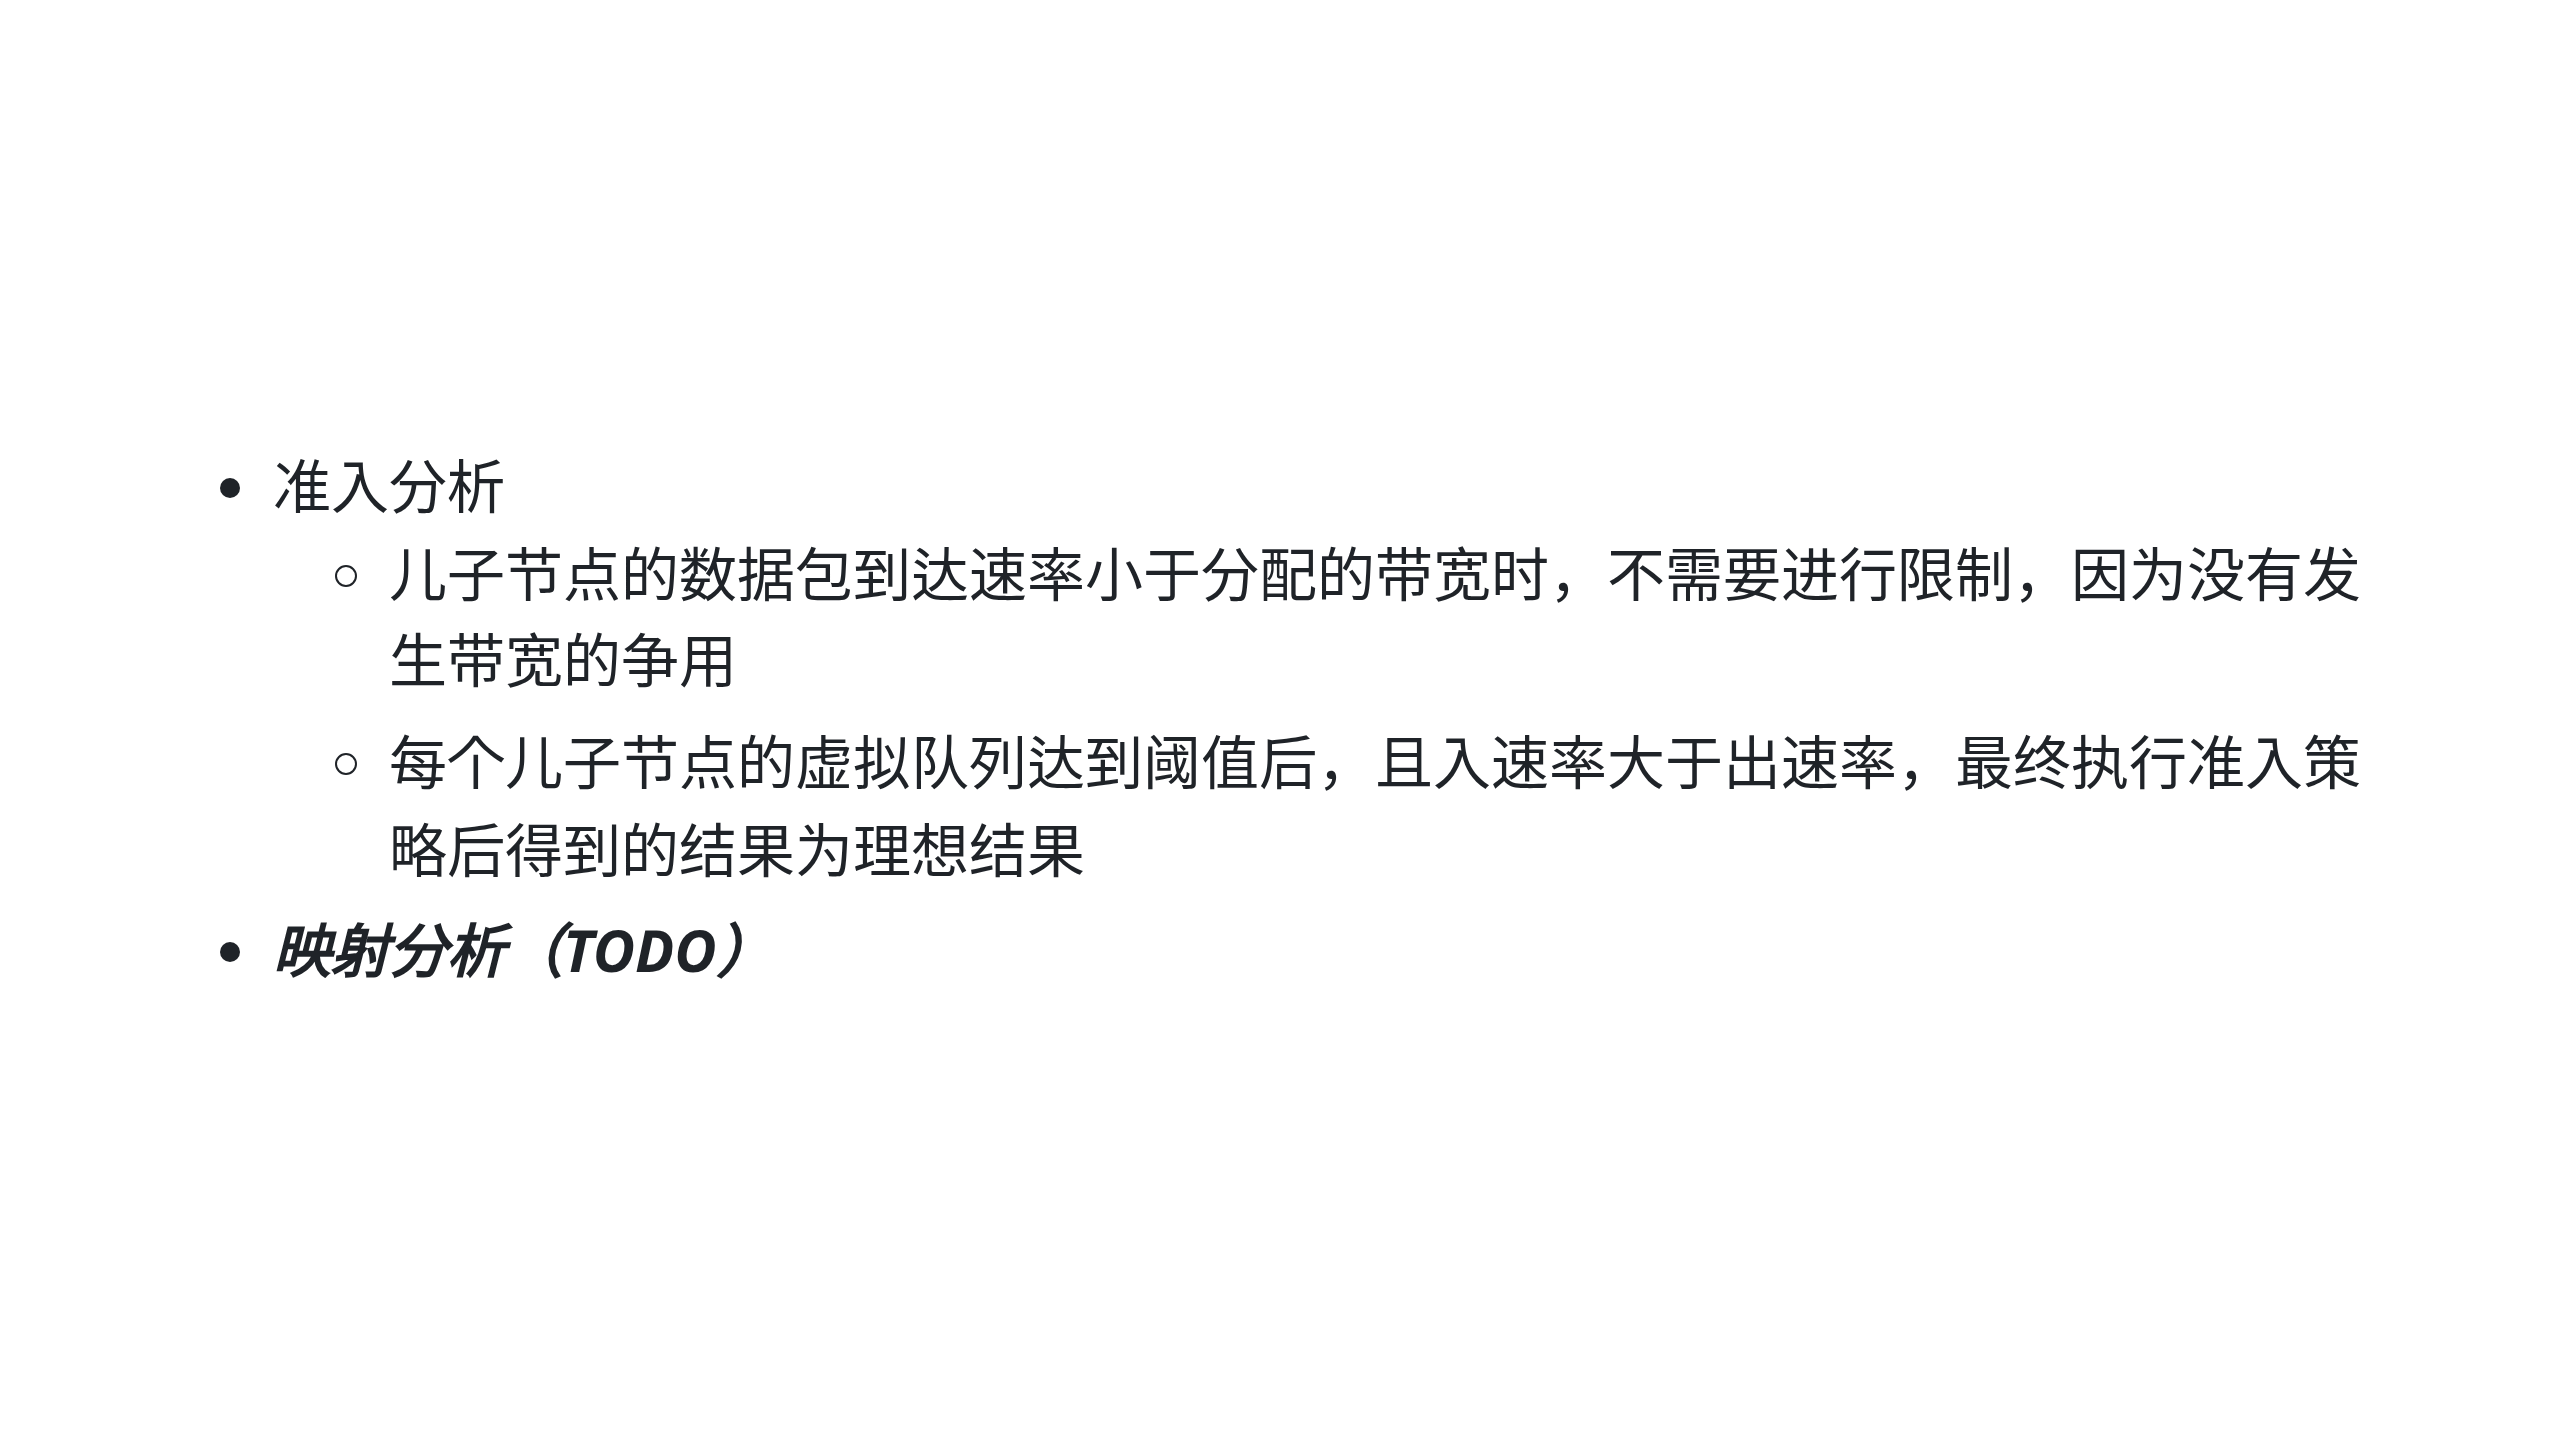 准入分析
儿子节点的数据包到达速率小于分配的带宽时，不需要进行限制，因为没有发
生带宽的争用
每个儿子节点的虚拟队列达到阈值后，且入速率大于出速率，最终执行准入策
略后得到的结果为理想结果
映射分析（TODO）